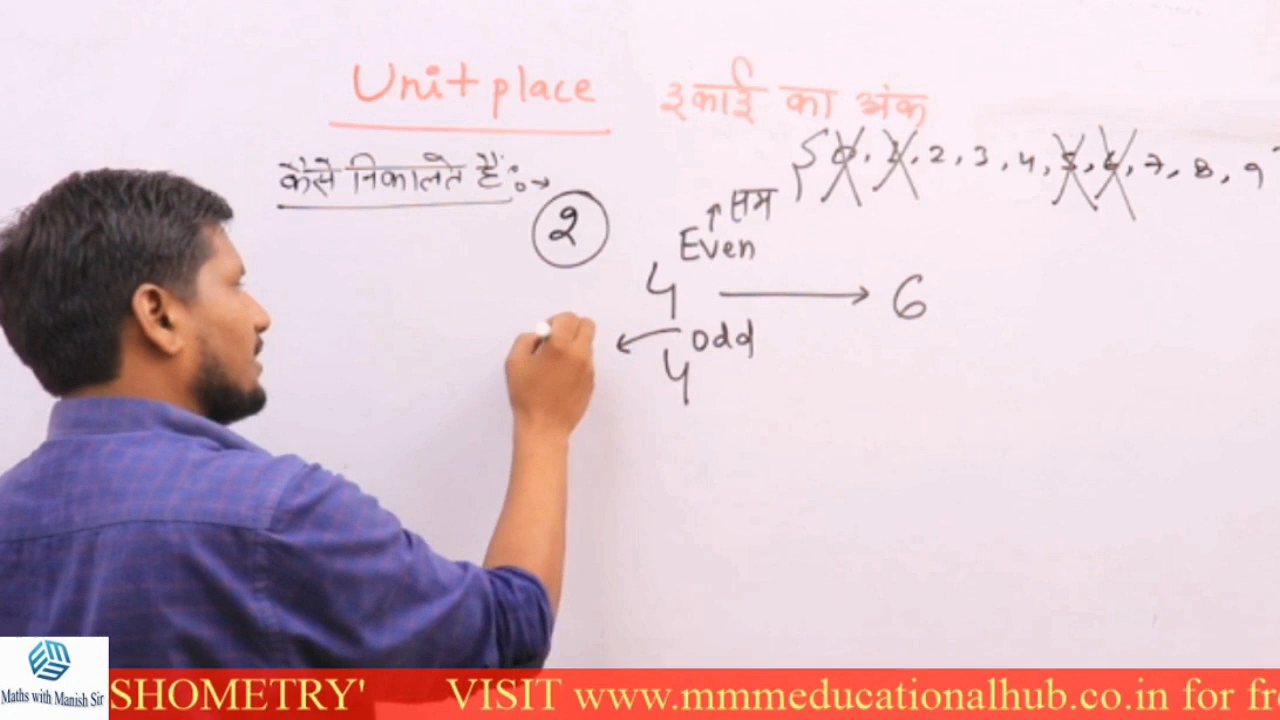 Unit place इकाई का अंक
कैसे निकालते हैं:→
{0, 1, 2, 3, 4, 5, 6, 7, 8, 9
2
↑ सम
Even
4 → 6
← odd
4
Maths with Manish Sir
SHOMETRY' VISIT www.mmmeducationalhub.co.in for fr